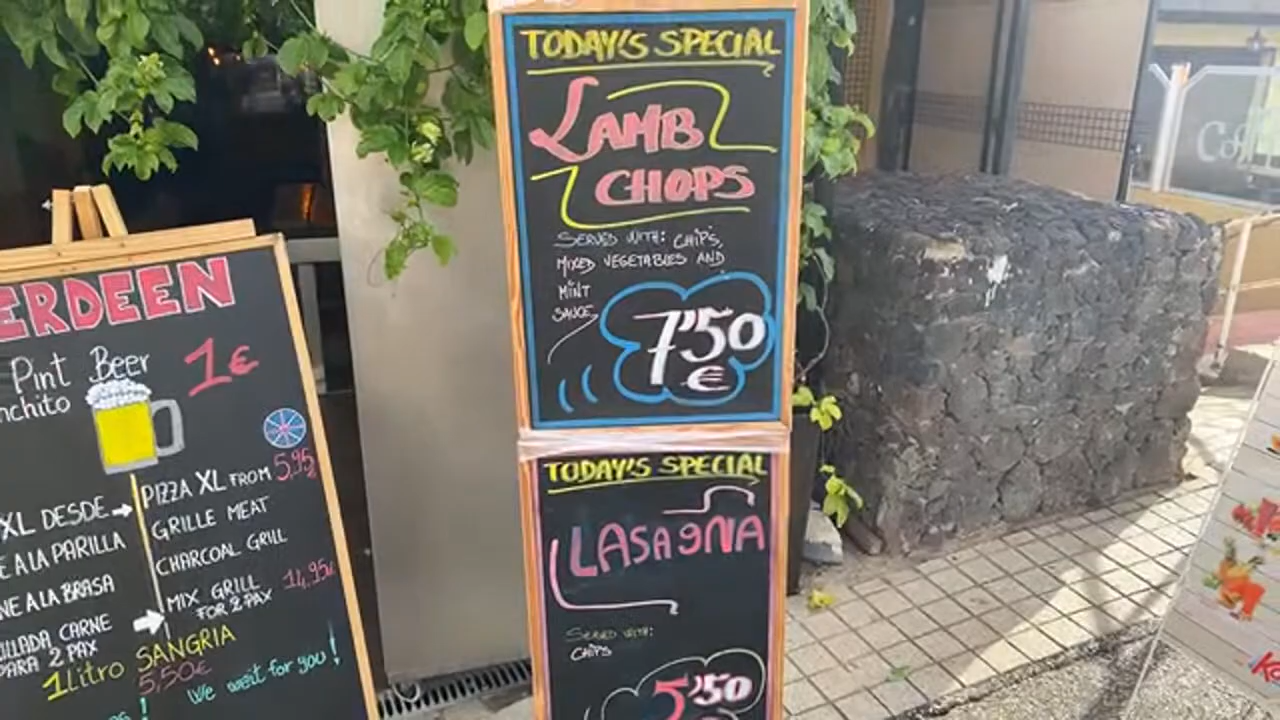 ERDEEN
Pint Beer
nchito
1€
XL DESDE
E A LA PARILLA
NE A LA BRASA
ILLADA CARNE
PARA 2 PAX
PIZZA XL FROM 5,95
GRILLE MEAT
CHARCOAL GRILL
MIX GRILL 14,95€
FOR 2 PAX
1Litro SANGRIA
5,50€
We weit for you!
TODAY'S SPECIAL
LAMB
CHOPS
SERVED WITH: CHIP'S,
MIXED VEGETABLES AND
MINT
SAUCE
7'50
€
TODAY'S SPECIAL
LASAGNA
SERVED WITH:
CHIPS
5'50